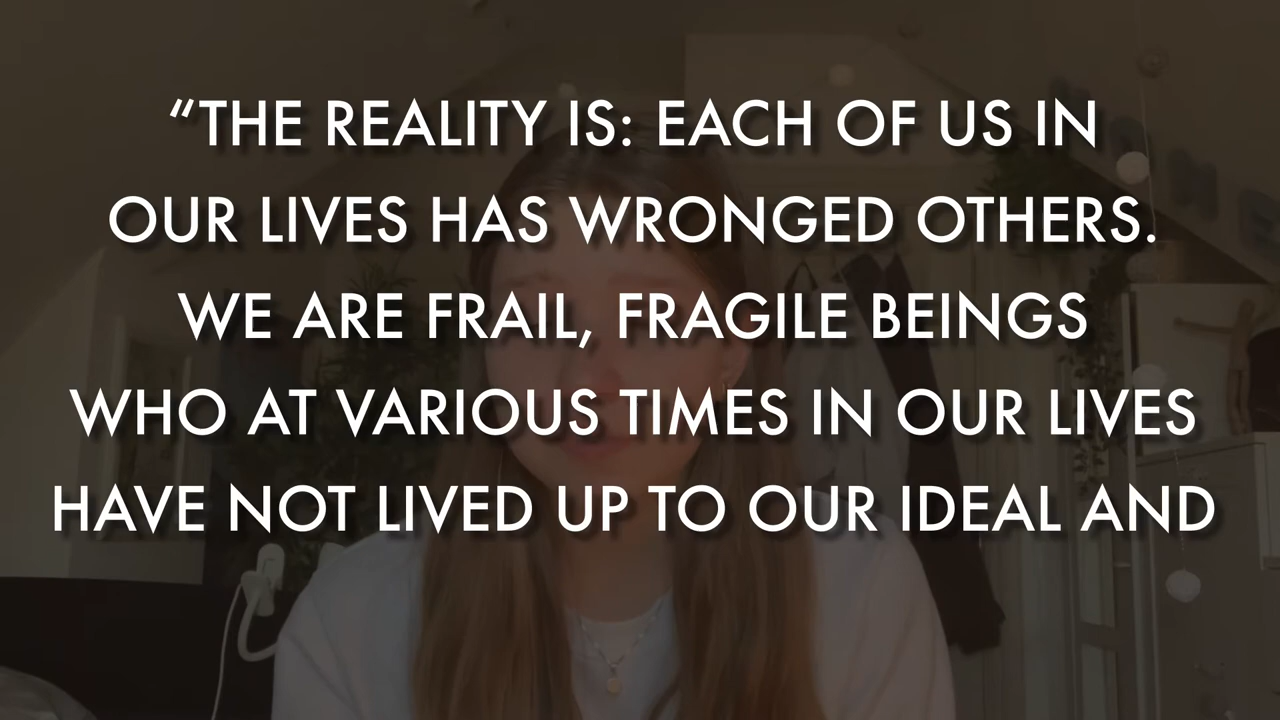 “THE REALITY IS: EACH OF US IN
OUR LIVES HAS WRONGED OTHERS.
WE ARE FRAIL, FRAGILE BEINGS
WHO AT VARIOUS TIMES IN OUR LIVES
HAVE NOT LIVED UP TO OUR IDEAL AND